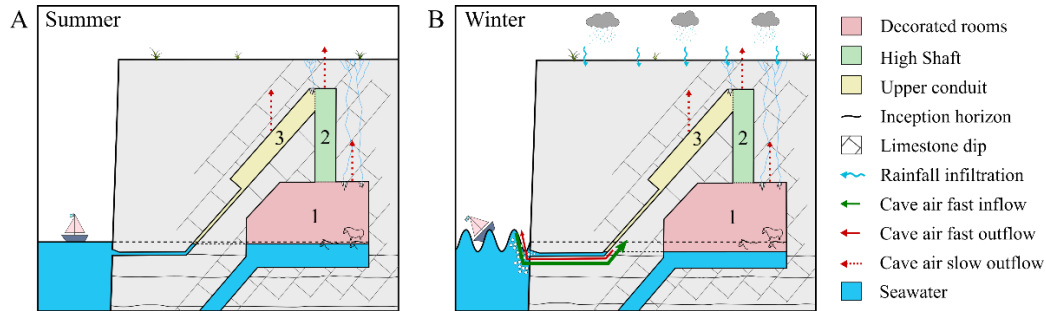 A
Summer
3
2
1
B
Winter
3
2
1
Decorated rooms
High Shaft
Upper conduit
Inception horizon
Limestone dip
Rainfall infiltration
Cave air fast inflow
Cave air fast outflow
Cave air slow outflow
Seawater